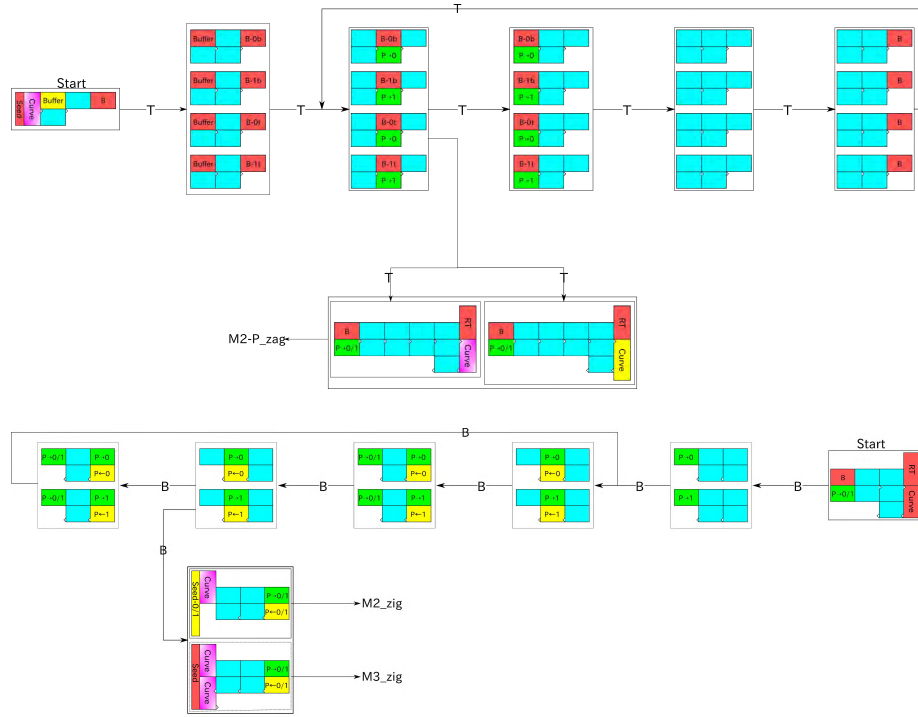 T
Start
Seed
Curve
Buffer
B
T
Buffer B-0b
Buffer B-1b
Buffer B-0t
Buffer B-1t
T
B-0b
P→0
B-1b
P→1
B-0t
P→0
B-1t
P→1
T
B-0b
P→0
B-1b
P→1
B-0t
P→0
B-1t
P→1
T
T
B
B
B
B
T T
M2-P_zag
B
P→0/1
RT
Curve
B
P→0/1
RT
Curve
B
P→0/1 P→0
P←0
P→0/1 P→1
P←1
B
P→0
P←0
P→1
P←1
B
P→0/1 P→0
P←0
P→0/1 P→1
P←1
B
P→0
P←0
P→1
P←1
B
P→0
P→1
B
Start
B
P→0/1
RT
Curve
B
Seed-0/1
Curve
P→0/1
P←0/1
M2_zig
Seed
Curve
Curve
P→0/1
P←0/1
M3_zig